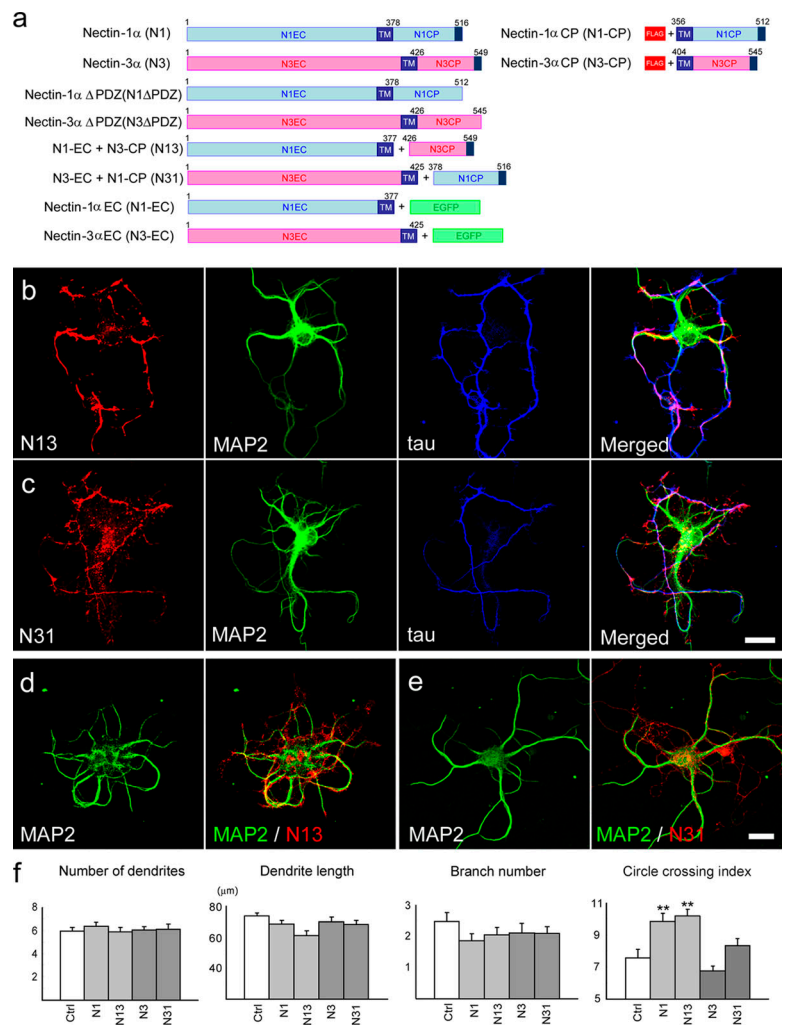 a
Nectin-1α (N1) 1 N1EC 378 TM N1CP 516
Nectin-3α (N3) 1 N3EC 426 TM N3CP 549
Nectin-1α ΔPDZ(N1ΔPDZ) 1 N1EC 378 TM N1CP 512
Nectin-3α ΔPDZ(N3ΔPDZ) 1 N3EC 426 TM N3CP 545
N1-EC + N3-CP (N13) 1 N1EC 377 TM + 426 N3CP 549
N3-EC + N1-CP (N31) 1 N3EC 425 TM + 378 N1CP 516
Nectin-1α EC (N1-EC) 1 N1EC 377 TM + EGFP
Nectin-3αEC (N3-EC) 1 N3EC 425 TM + EGFP
Nectin-1α CP (N1-CP) FLAG + 356 TM N1CP 512
Nectin-3α CP (N3-CP) FLAG + 404 TM N3CP 545
b
N13 MAP2 tau Merged
c
N31 MAP2 tau Merged
d
MAP2 MAP2 / N13
e
MAP2 MAP2 / N31
f
Number of dendrites
8
6
4
2
Ctrl N1 N13 N3 N31
Dendrite length
(μm)
80
60
40
Ctrl N1 N13 N3 N31
Branch number
3
2
1
Ctrl N1 N13 N3 N31
Circle crossing index
11
9
7
5
** **
Ctrl N1 N13 N3 N31